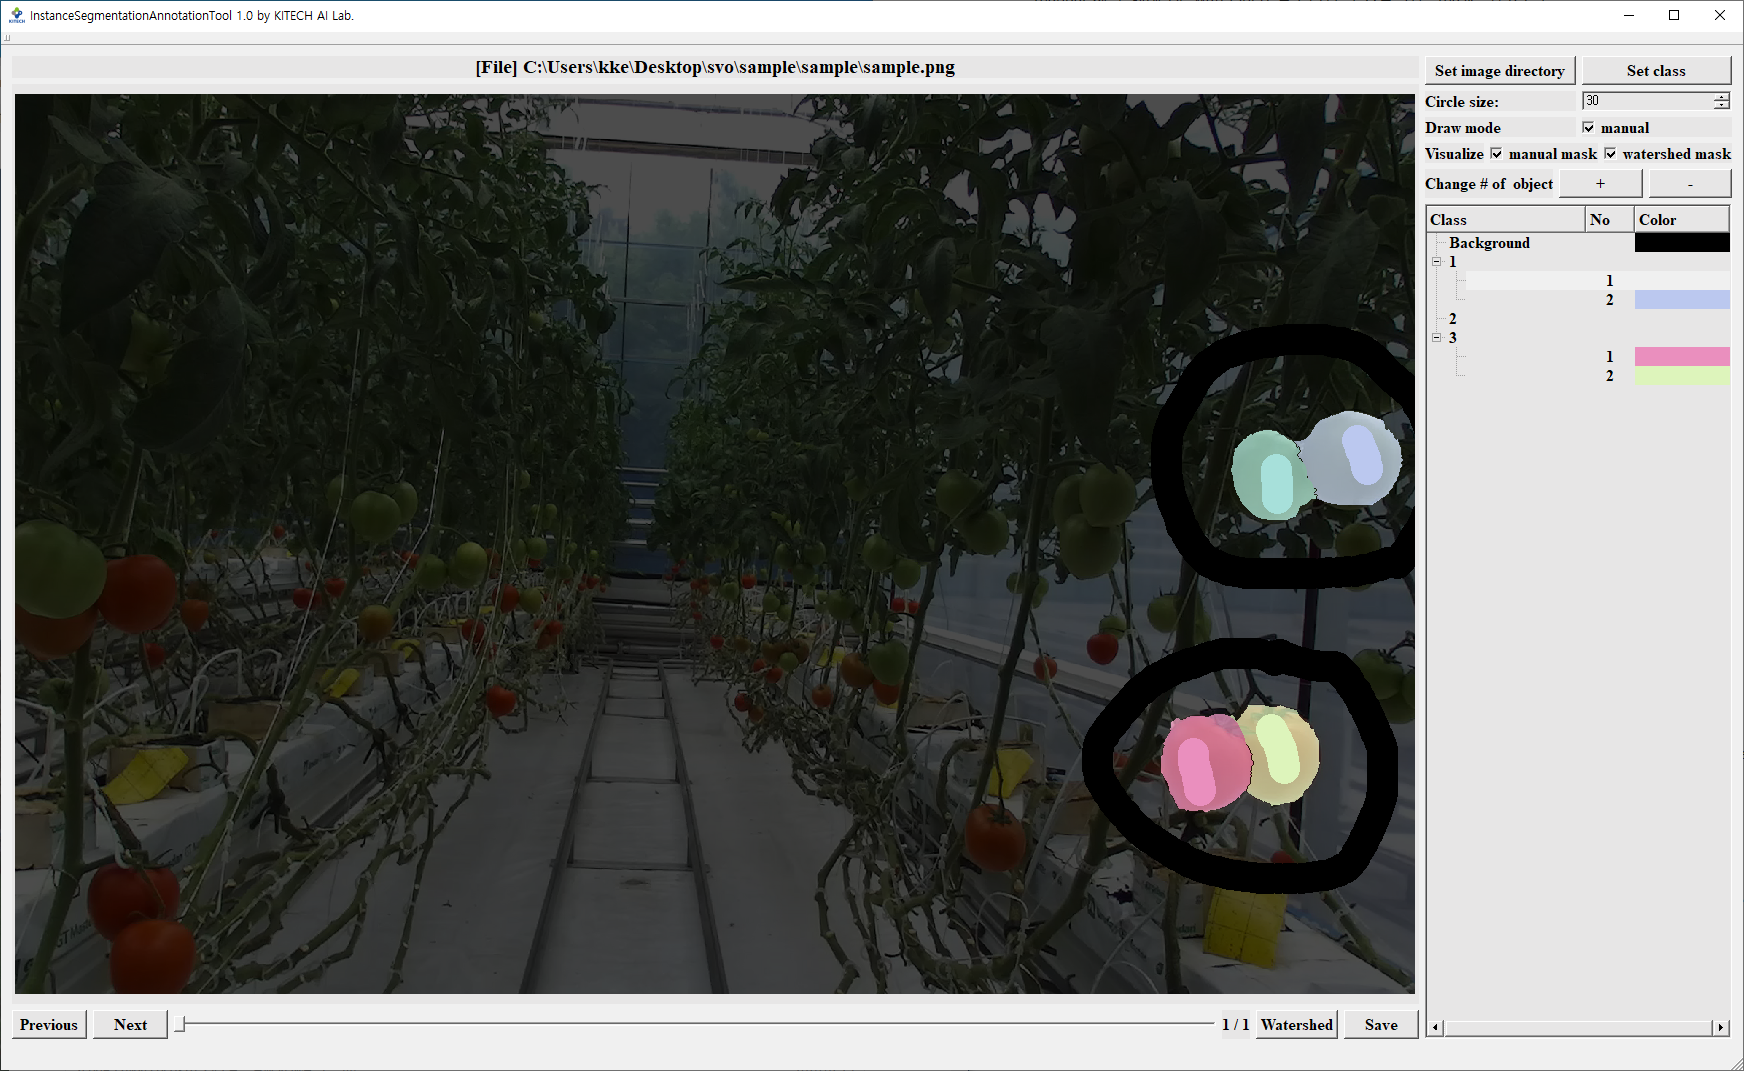 InstanceSegmentationAnnotationTool 1.0 by KITECH AI Lab.
[File] C:\Users\kke\Desktop\svo\sample\sample\sample.png
Set image directory
Set class
Circle size:
30
Draw mode
manual
Visualize
manual mask
watershed mask
Change # of object
+
-
Class No Color
Background
1
1
2
2
3
1
2
Previous
Next
1 / 1
Watershed
Save